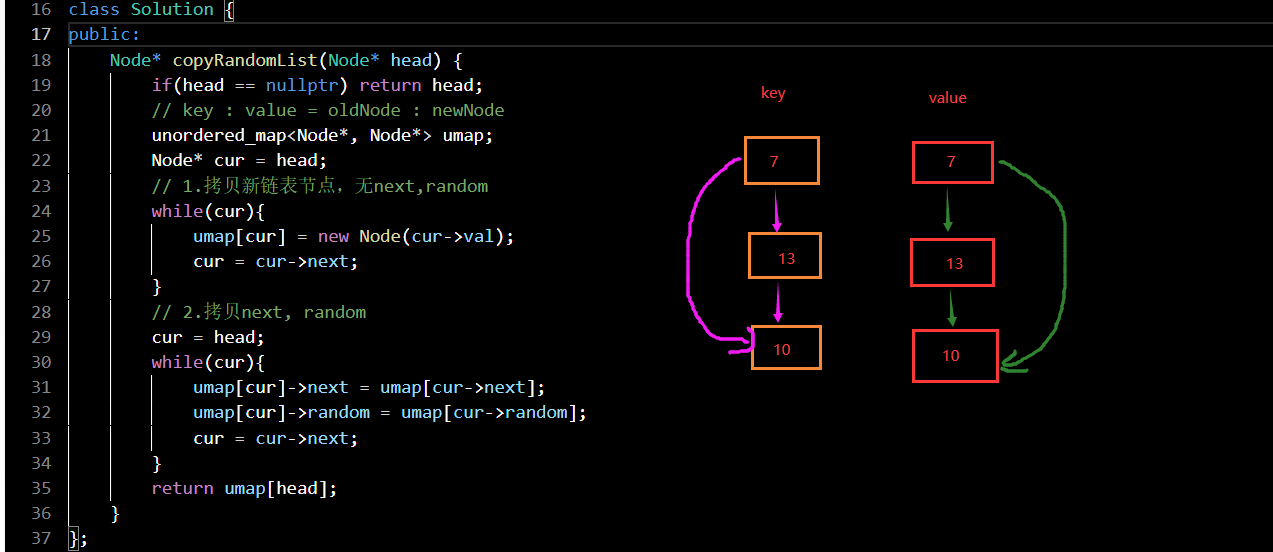 16 class Solution {
17 public:
18     Node* copyRandomList(Node* head) {
19         if(head == nullptr) return head;
20         // key : value = oldNode : newNode
21         unordered_map<Node*, Node*> umap;
22         Node* cur = head;
23         // 1.拷贝新链表节点，无next,random
24         while(cur){
25             umap[cur] = new Node(cur->val);
26             cur = cur->next;
27         }
28         // 2.拷贝next, random
29         cur = head;
30         while(cur){
31             umap[cur]->next = umap[cur->next];
32             umap[cur]->random = umap[cur->random];
33             cur = cur->next;
34         }
35         return umap[head];
36     }
37 };
key
7
13
10
value
7
13
10